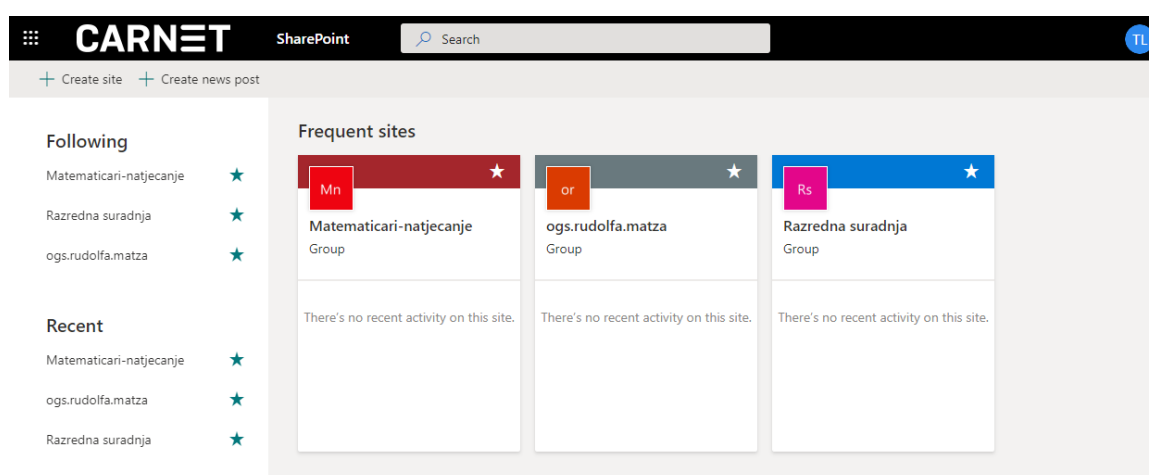 CARNET
SharePoint
Search
TL
Create site
Create news post
Following
Matematicari-natjecanje
Razredna suradnja
ogs.rudolfa.matza
Recent
Matematicari-natjecanje
ogs.rudolfa.matza
Razredna suradnja
Frequent sites
Mn
Matematicari-natjecanje
Group
There's no recent activity on this site.
or
ogs.rudolfa.matza
Group
There's no recent activity on this site.
Rs
Razredna suradnja
Group
There's no recent activity on this site.